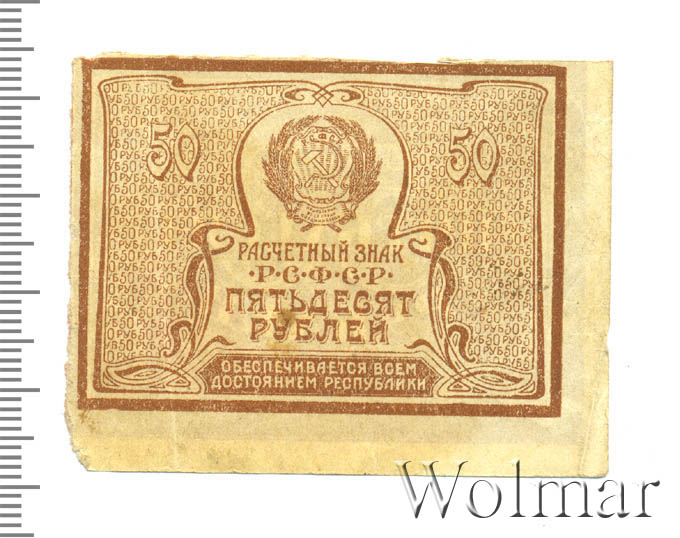 50 50
РАСЧЕТНЫЙ ЗНАК
·Р·С·Ф·С·Р·
ПЯТЬДЕСЯТ
РУБЛЕЙ
ОБЕСПЕЧИВАЕТСЯ ВСЕМ
ДОСТОЯНИЕМ РЕСПУБЛИКИ
Wolmar